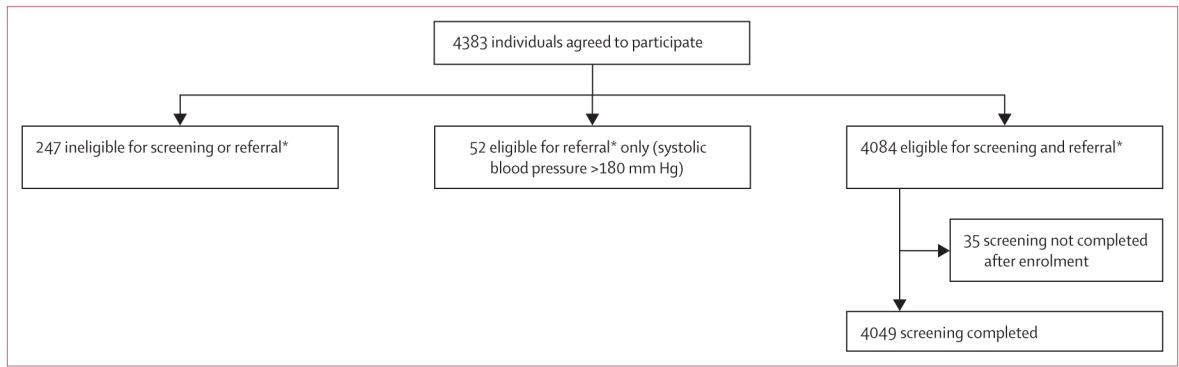 4383 individuals agreed to participate
247 ineligible for screening or referral*
52 eligible for referral* only (systolic
blood pressure >180 mm Hg)
4084 eligible for screening and referral*
35 screening not completed
after enrolment
4049 screening completed